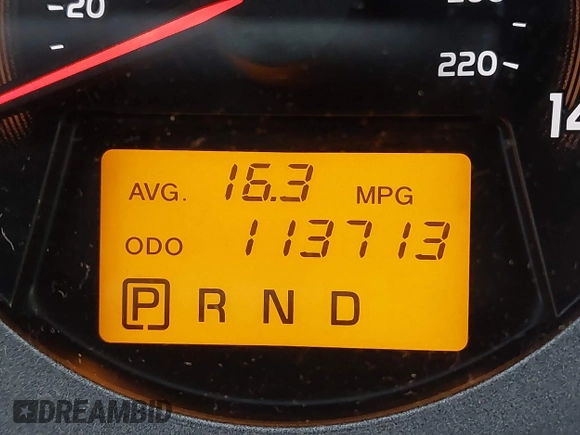 20
220
14
AVG. 16.3 MPG
ODO 113713
P R N D
DREAMBID